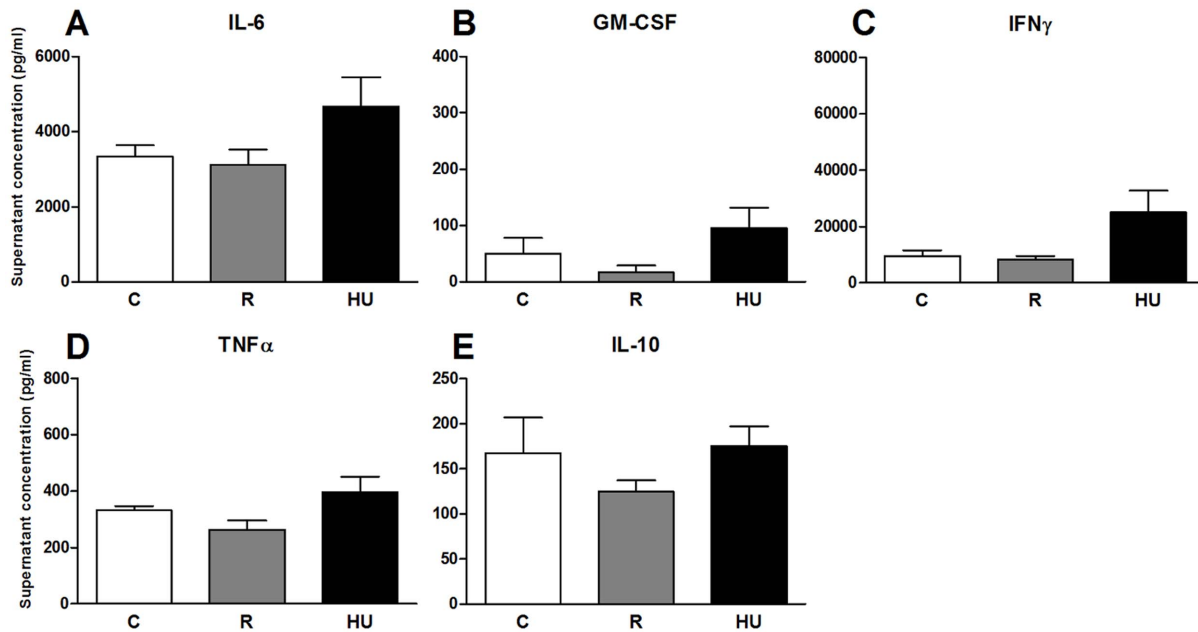 A
IL-6
Supernatant concentration (pg/ml)
6000
4000
2000
0
C R HU
B
GM-CSF
400
300
200
100
0
C R HU
C
IFNγ
80000
60000
40000
20000
0
C R HU
D
TNFα
Supernatant concentration (pg/ml)
800
600
400
200
0
C R HU
E
IL-10
250
200
150
100
50
0
C R HU